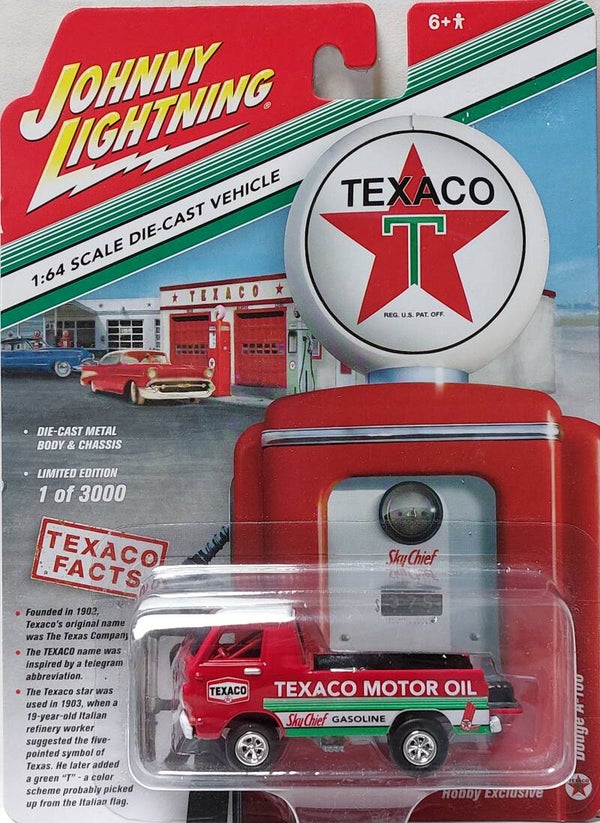 JOHNNY
LIGHTNING®
6+
1:64 SCALE DIE-CAST VEHICLE
TEXACO
T
REG. U.S. PAT. OFF.
TEXACO
• DIE-CAST METAL
BODY & CHASSIS
• LIMITED EDITION
1 of 3000
TEXACO
FACTS
Sky Chief
• Founded in 1902,
Texaco's original name
was The Texas Company
• The TEXACO name was
inspired by a telegram
abbreviation.
• The Texaco star was
used in 1903, when a
19-year-old Italian
refinery worker
suggested the five-
pointed symbol of
Texas. He later added
a green "T" - a color
scheme probably picked
up from the Italian flag.
TEXACO
TEXACO MOTOR OIL
Sky Chief GASOLINE
Dodge A-100
Hobby Exclusive
TEXACO